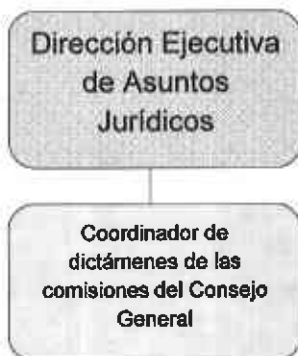 Dirección Ejecutiva
de Asuntos
Jurídicos
Coordinador de
dictámenes de las
comisiones del Consejo
General